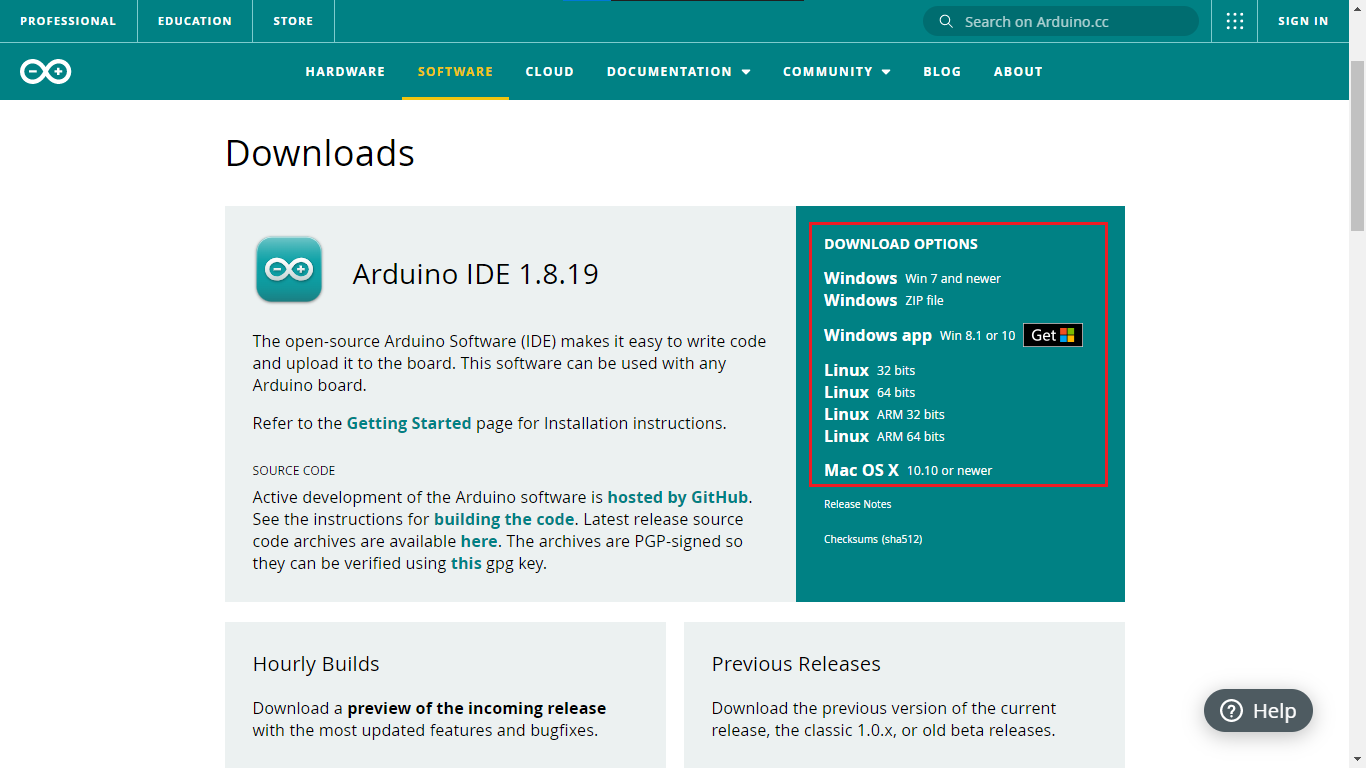 PROFESSIONAL EDUCATION STORE Search on Arduino.cc SIGN IN
HARDWARE SOFTWARE CLOUD DOCUMENTATION COMMUNITY BLOG ABOUT
Downloads
Arduino IDE 1.8.19
The open-source Arduino Software (IDE) makes it easy to write code
and upload it to the board. This software can be used with any
Arduino board.
Refer to the Getting Started page for Installation instructions.
SOURCE CODE
Active development of the Arduino software is hosted by GitHub.
See the instructions for building the code. Latest release source
code archives are available here. The archives are PGP-signed so
they can be verified using this gpg key.
DOWNLOAD OPTIONS
Windows Win 7 and newer
Windows ZIP file
Windows app Win 8.1 or 10 Get
Linux 32 bits
Linux 64 bits
Linux ARM 32 bits
Linux ARM 64 bits
Mac OS X 10.10 or newer
Release Notes
Checksums (sha512)
Hourly Builds
Download a preview of the incoming release
with the most updated features and bugfixes.
Previous Releases
Download the previous version of the current
release, the classic 1.0.x, or old beta releases.
Help